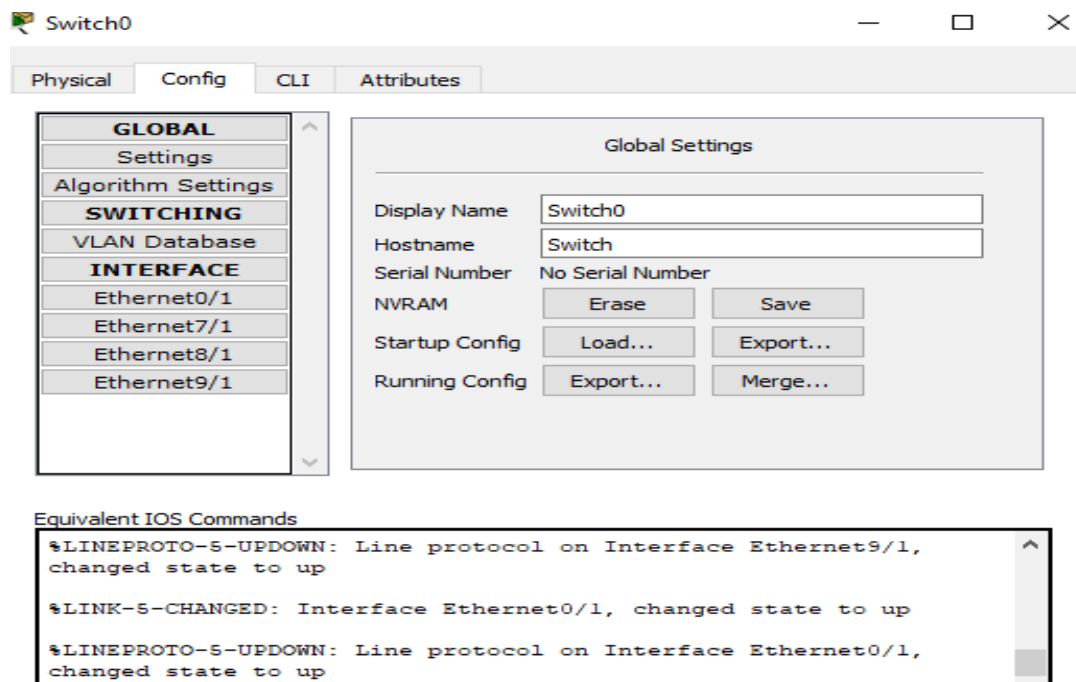 Switch0
Physical Config CLI Attributes
GLOBAL
Settings
Algorithm Settings
SWITCHING
VLAN Database
INTERFACE
Ethernet0/1
Ethernet7/1
Ethernet8/1
Ethernet9/1
Global Settings
Display Name Switch0
Hostname Switch
Serial Number No Serial Number
NVRAM Erase Save
Startup Config Load... Export...
Running Config Export... Merge...
Equivalent IOS Commands
%LINEPROTO-5-UPDOWN: Line protocol on Interface Ethernet9/1,
changed state to up
%LINK-5-CHANGED: Interface Ethernet0/1, changed state to up
%LINEPROTO-5-UPDOWN: Line protocol on Interface Ethernet0/1,
changed state to up